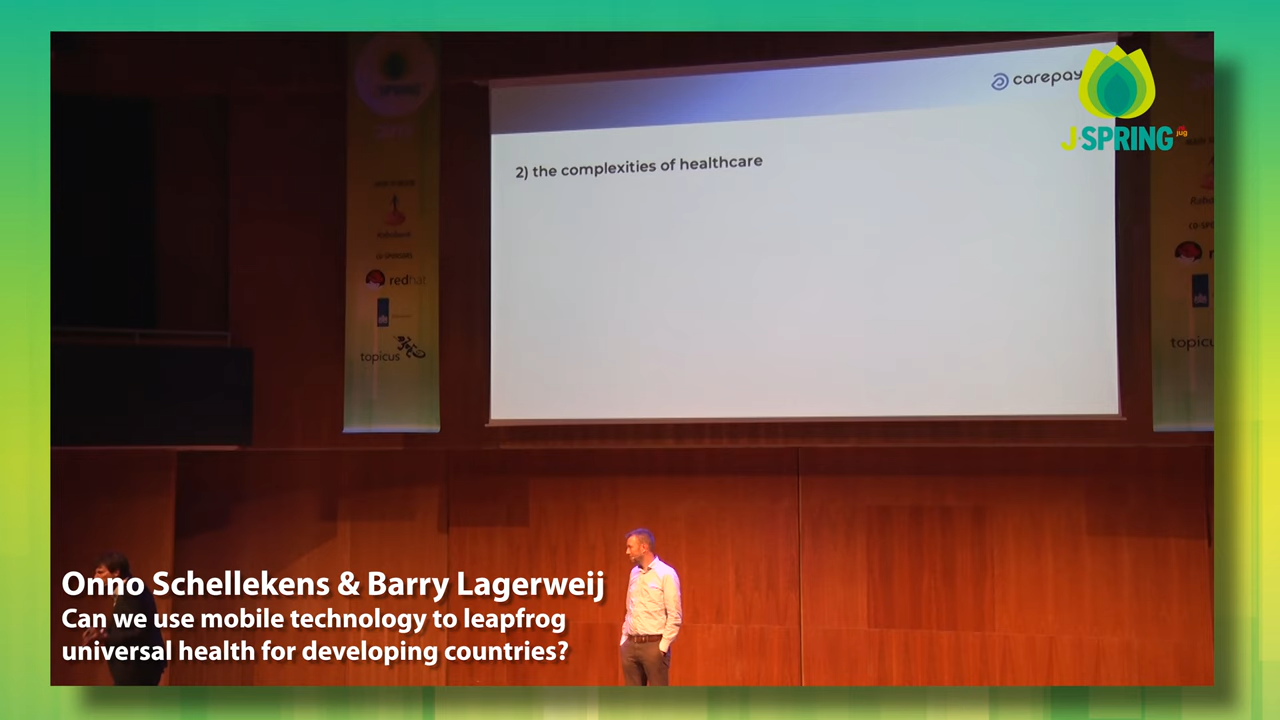 carepay
J-SPRING
jug
2) the complexities of healthcare
redhat
topicus
Onno Schellekens & Barry Lagerweij
Can we use mobile technology to leapfrog
universal health for developing countries?